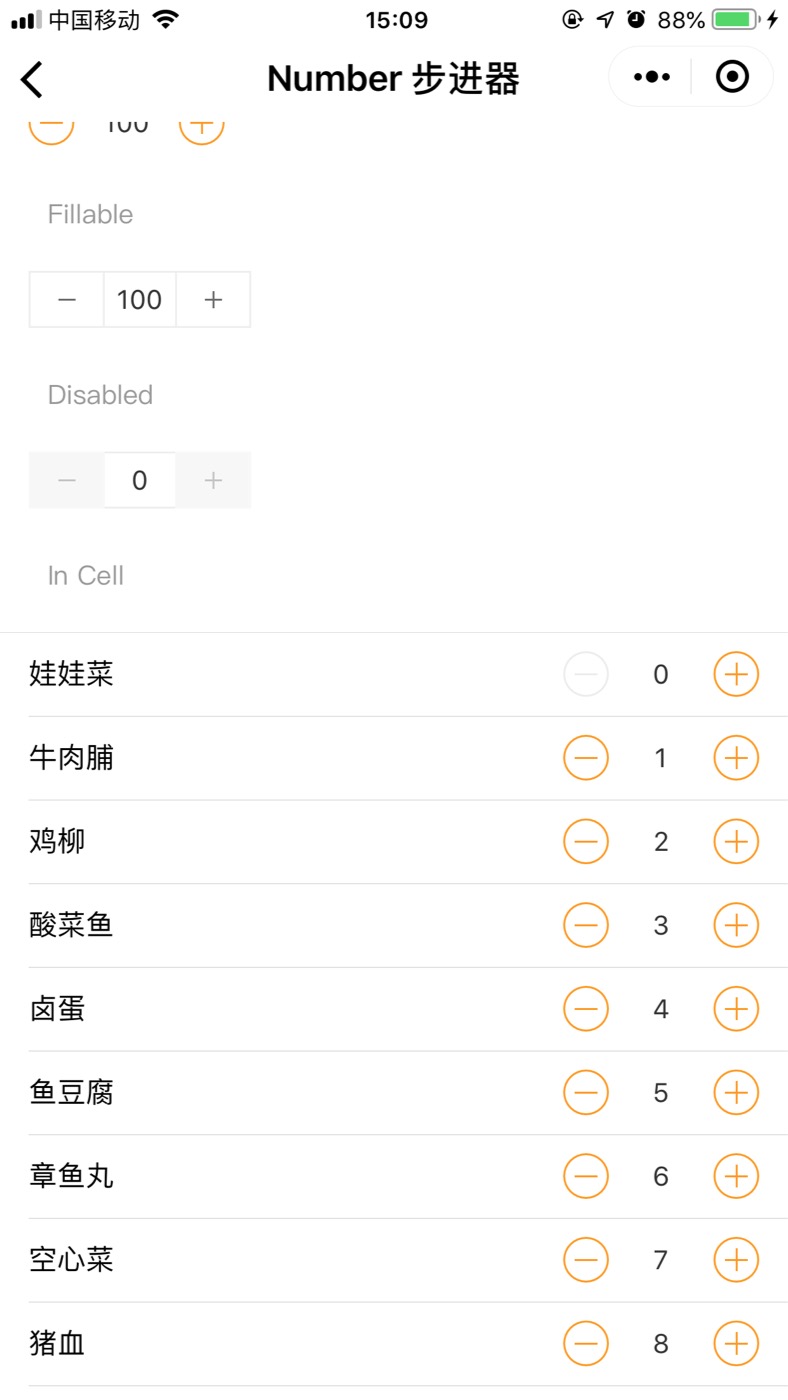 中国移动 15:09 88%
Number 步进器
100
Fillable
− 100 +
Disabled
− 0 +
In Cell
娃娃菜 0
牛肉脯 1
鸡柳 2
酸菜鱼 3
卤蛋 4
鱼豆腐 5
章鱼丸 6
空心菜 7
猪血 8